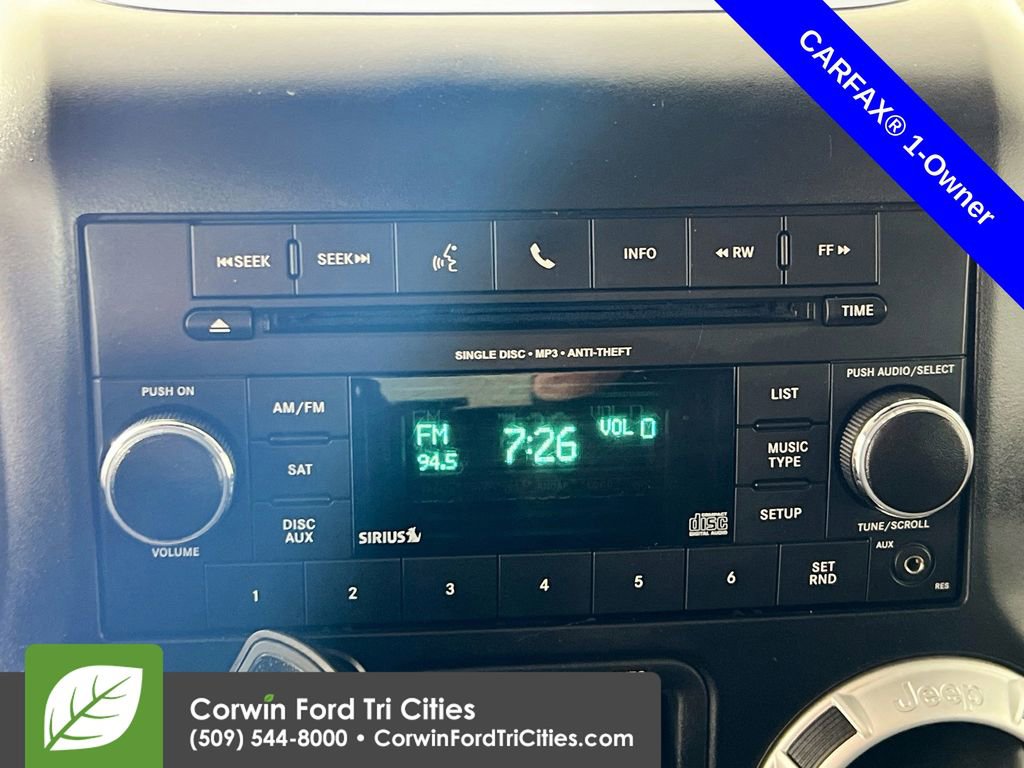 CARFAX® 1-Owner
SEEK
SEEK
INFO
RW
FF
TIME
SINGLE DISC • MP3 • ANTI-THEFT
PUSH ON
AM/FM
SAT
DISC
AUX
VOLUME
FM
94.5
7:26
VOL 0
SIRIUS
COMPACT
disc
DIGITAL AUDIO
LIST
MUSIC
TYPE
SETUP
PUSH AUDIO/SELECT
TUNE/SCROLL
AUX
RES
1
2
3
4
5
6
SET
RND
Jeep
Corwin Ford Tri Cities
(509) 544-8000 • CorwinFordTriCities.com